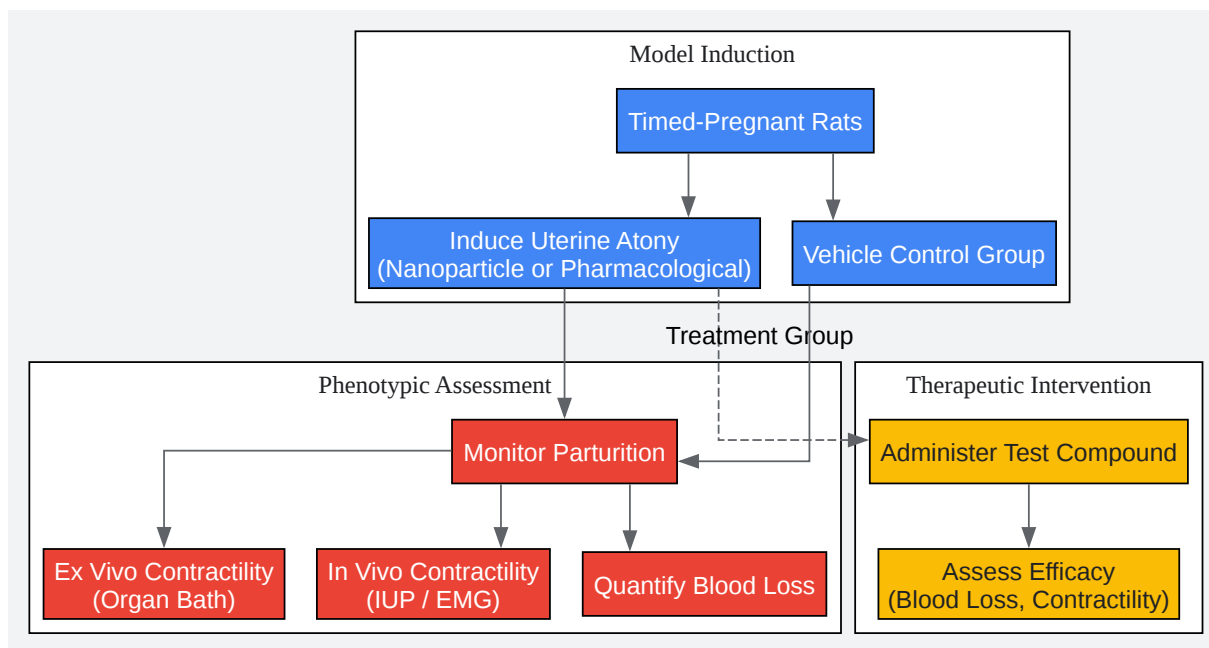 Model Induction
Timed-Pregnant Rats
Induce Uterine Atony
(Nanoparticle or Pharmacological)
Vehicle Control Group
Treatment Group
Phenotypic Assessment
Therapeutic Intervention
Monitor Parturition
Administer Test Compound
Ex Vivo Contractility
(Organ Bath)
In Vivo Contractility
(IUP / EMG)
Quantify Blood Loss
Assess Efficacy
(Blood Loss, Contractility)